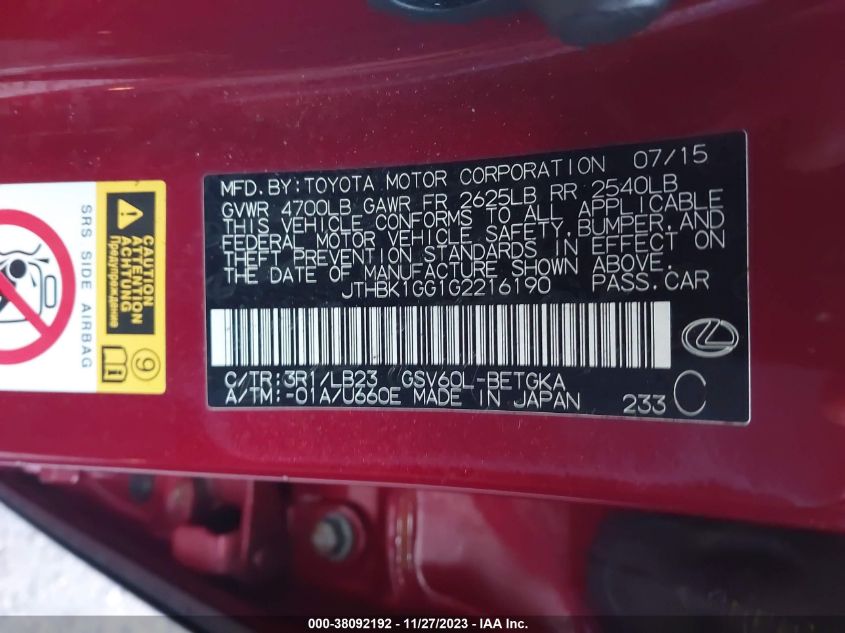 MFD.BY:TOYOTA MOTOR CORPORATION 07/15
GVWR 4700LB GAWR FR 2625LB RR 2540LB
THIS VEHICLE CONFORMS TO ALL APPLICABLE
FEDERAL MOTOR VEHICLE SAFETY,BUMPER,AND
THEFT PREVENTION STANDARDS IN EFFECT ON
THE DATE OF MANUFACTURE SHOWN ABOVE.
JTHBK1GG1G2216190 PASS.CAR
C/TR:3R1/LB23 GSV60L-BETGKA
A/TM:-01A/U660E MADE IN JAPAN 233
SRS SIDE AIRBAG
CAUTION
ATTENTION
ACHTUNG
Предупреждение
9
000-38092192 - 11/27/2023 - IAA Inc.